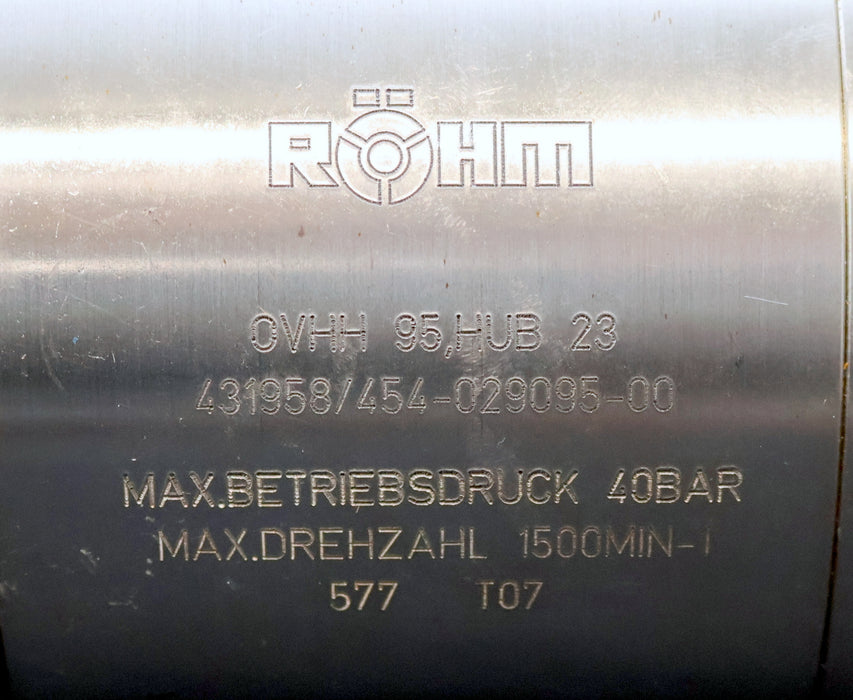 RÖHM
OVHH 95,HUB 23
431958/454-029095-00
MAX.BETRIEBSDRUCK 40BAR
MAX.DREHZAHL 1500MIN-1
577 T07